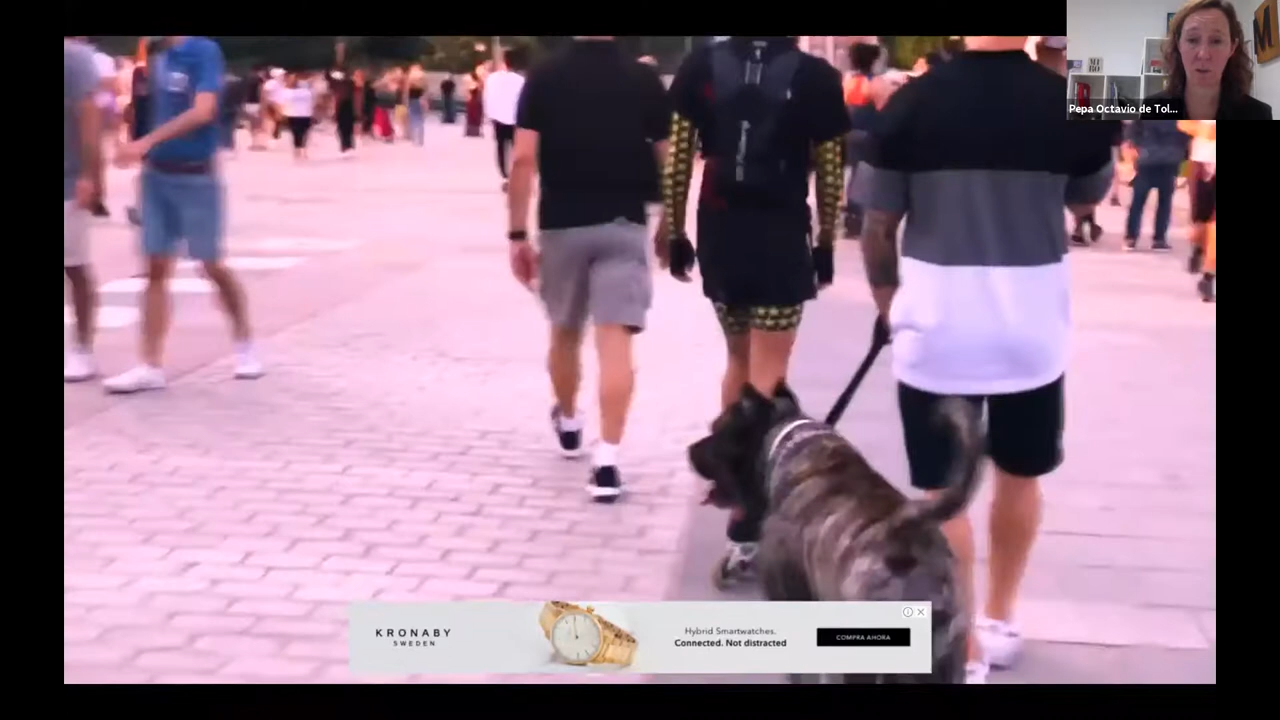 Pepa Octavio de Tol...
KRONABY
SWEDEN
Hybrid Smartwatches.
Connected. Not distracted
COMPRA AHORA